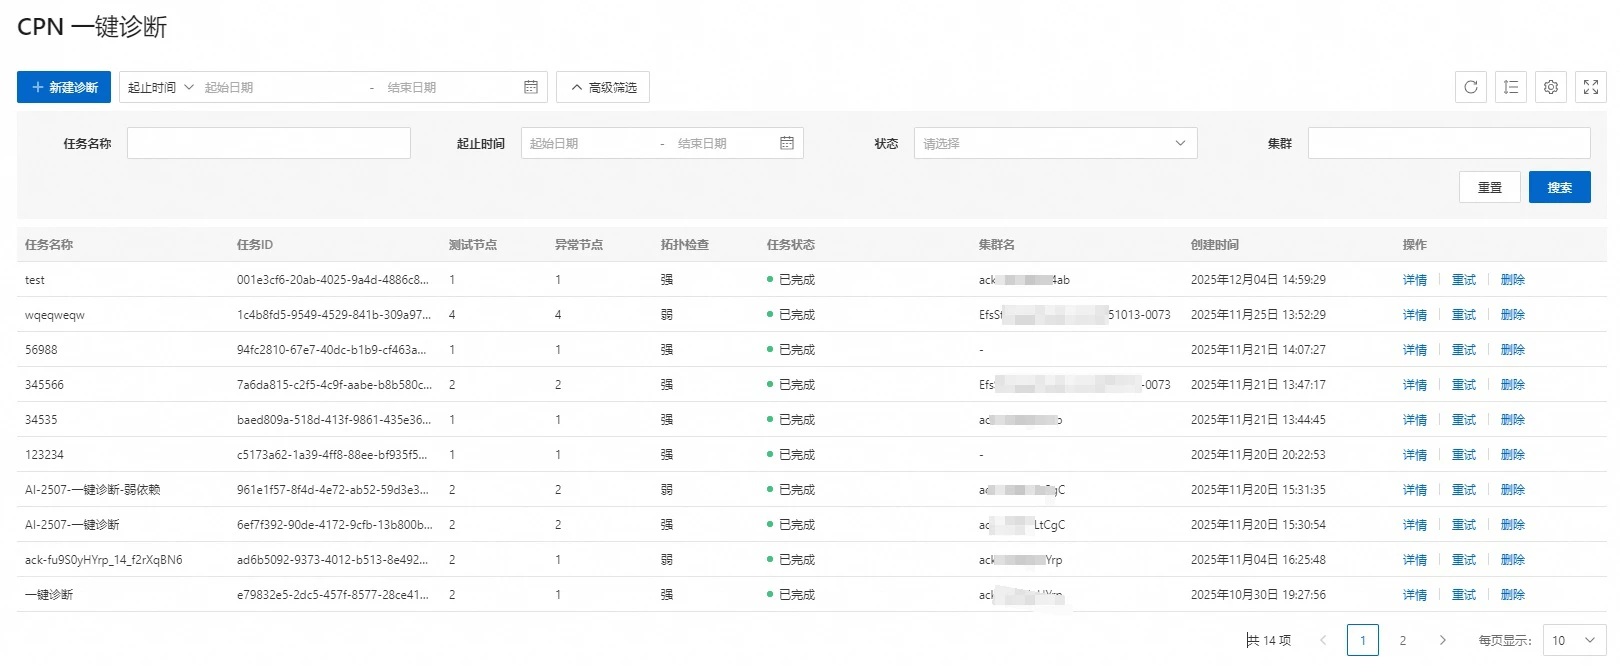 CPN 一键诊断
新建诊断 起止时间 起始日期 - 结束日期 高级筛选
任务名称 起止时间 起始日期 - 结束日期 状态 请选择 集群
重置 搜索
任务名称 任务ID 测试节点 异常节点 拓扑检查 任务状态 集群名 创建时间 操作
test 001e3cf6-20ab-4025-9a4d-4886c8... 1 1 强 已完成 ack 4ab 2025年12月04日 14:59:29 详情 重试 删除
wqeqweqw 1c4b8fd5-9549-4529-841b-309a97... 4 4 弱 已完成 EfsSt 51013-0073 2025年11月25日 13:52:29 详情 重试 删除
56988 94fc2810-67e7-40dc-b1b9-cf463a... 1 1 强 已完成 - 2025年11月21日 14:07:27 详情 重试 删除
345566 7a6da815-c2f5-4c9f-aabe-b8b580c... 2 2 强 已完成 EfsS -0073 2025年11月21日 13:47:17 详情 重试 删除
34535 baed809a-518d-413f-9861-435e36... 1 1 强 已完成 2025年11月21日 13:44:45 详情 重试 删除
123234 c5173a62-1a39-4ff8-88ee-bf935f5... 1 1 强 已完成 - 2025年11月20日 20:22:53 详情 重试 删除
AI-2507-一键诊断-弱依赖 961e1f57-8f4d-4e72-ab52-59d3e3... 2 2 弱 已完成 gC 2025年11月20日 15:31:35 详情 重试 删除
AI-2507-一键诊断 6ef7f392-90de-4172-9cfb-13b800b... 2 2 强 已完成 LtCgC 2025年11月20日 15:30:54 详情 重试 删除
ack-fu9S0yHYrp_14_f2rXqBN6 ad6b5092-9373-4012-b513-8e492... 2 1 弱 已完成 ack Yrp 2025年11月04日 16:25:48 详情 重试 删除
一键诊断 e79832e5-2dc5-457f-8577-28ce41... 2 1 强 已完成 ack 2025年10月30日 19:27:56 详情 重试 删除
共 14 项 1 2 每页显示: 10